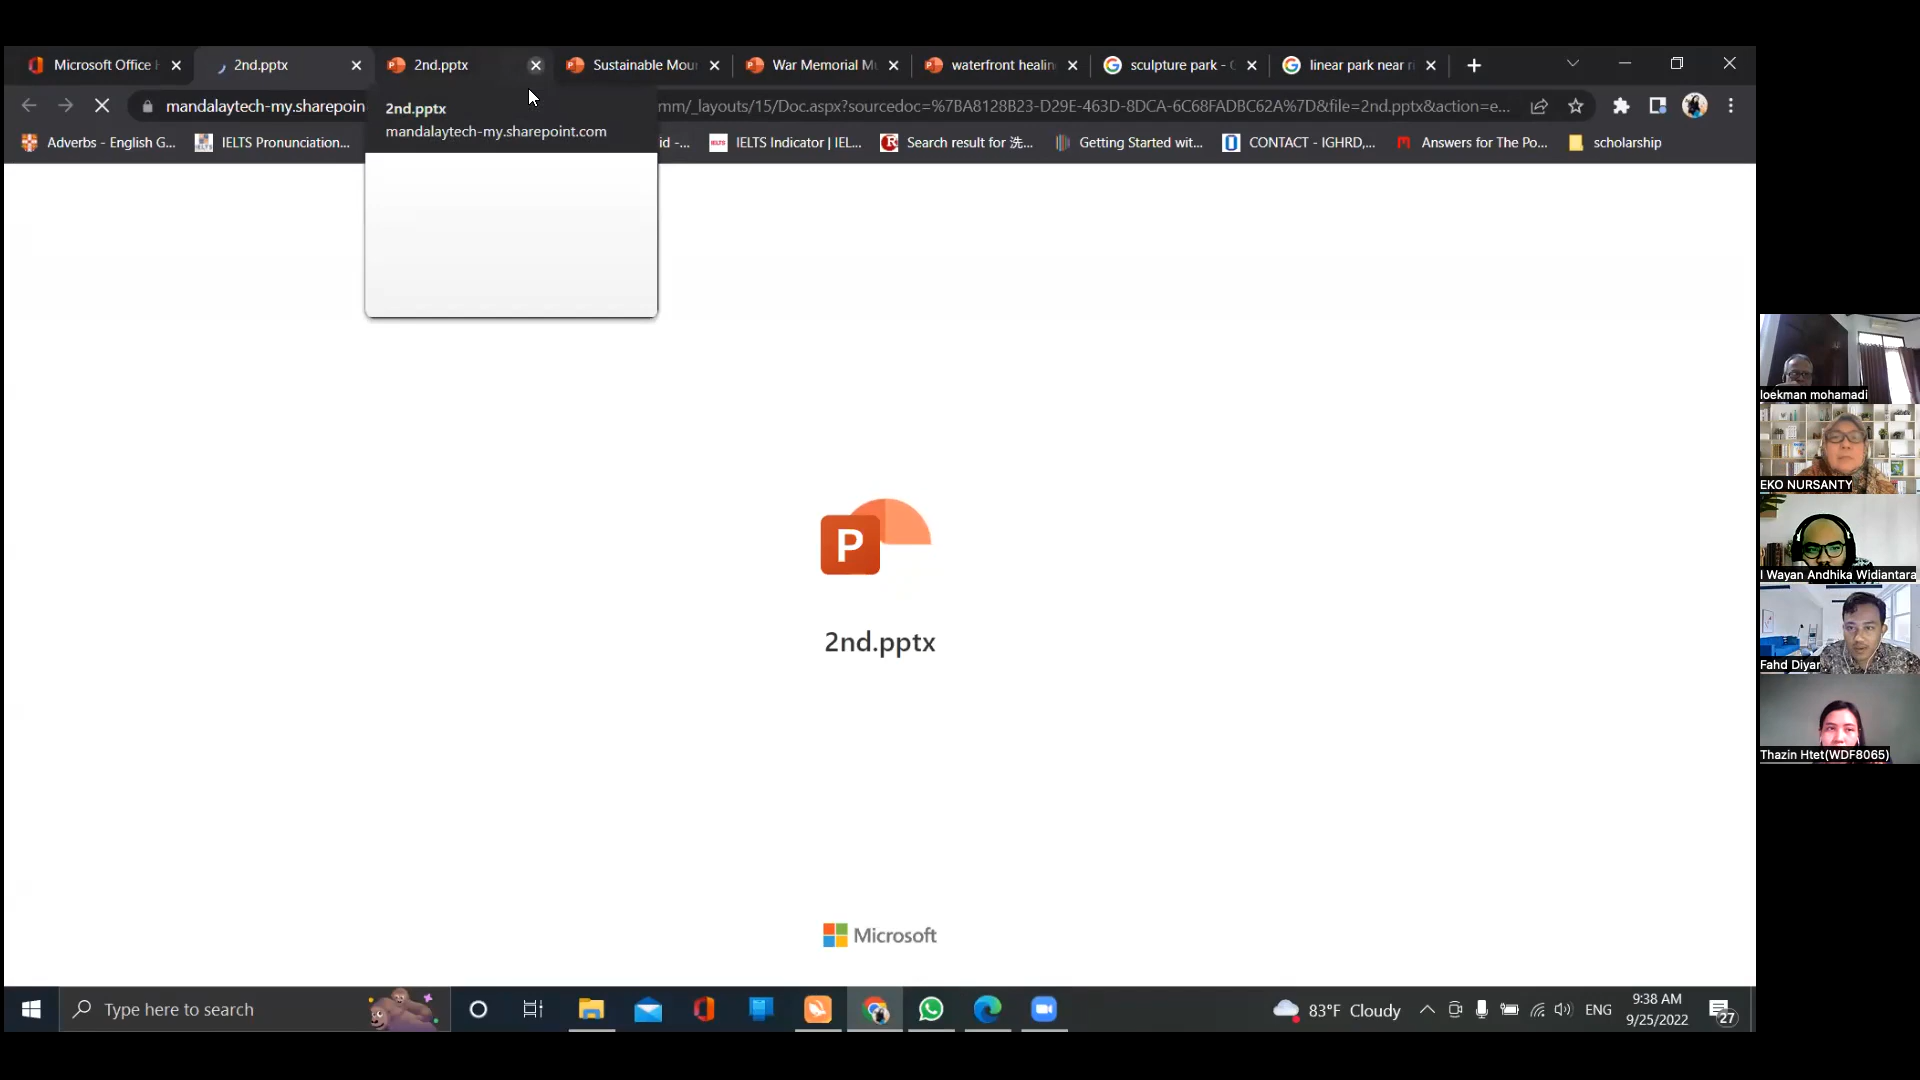 Microsoft Office H
2nd.pptx
2nd.pptx
Sustainable Mou
War Memorial Mu
waterfront healin
sculpture park - G
linear park near ri
mandalaytech-my.sharepoin
mm/_layouts/15/Doc.aspx?sourcedoc=%7BA8128B23-D29E-463D-8DCA-6C68FADBC62A%7D&file=2nd.pptx&action=e...
2nd.pptx
mandalaytech-my.sharepoint.com
Adverbs - English G...
IELTS Pronunciation...
id -...
IELTS Indicator | IEL...
Search result for 洗...
Getting Started wit...
CONTACT - IGHRD,...
Answers for The Po...
scholarship
P
2nd.pptx
Microsoft
loekman mohamadi
EKO NURSANTY
I Wayan Andhika Widiantara
Fahd Diyar
Thazin Htet(WDF8065)
Type here to search
83°F Cloudy
ENG
9:38 AM
9/25/2022
27